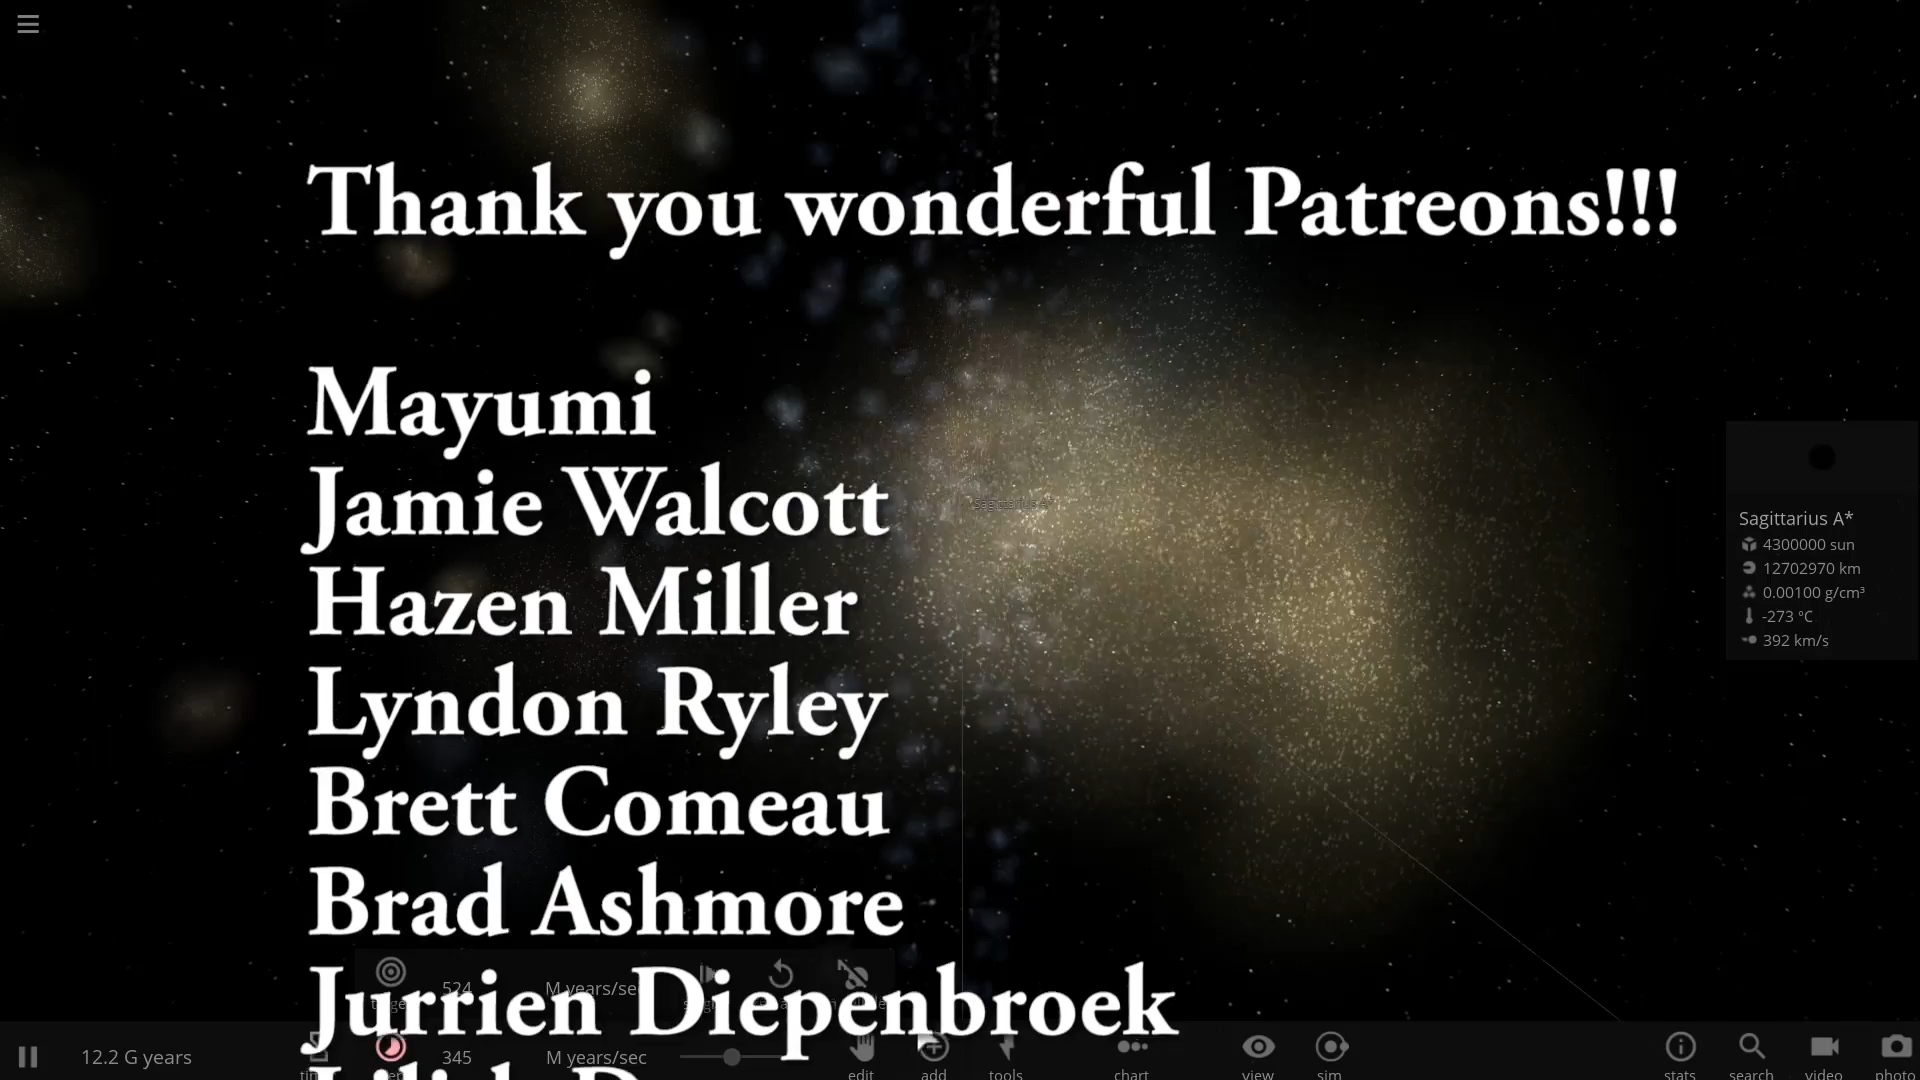 Thank you wonderful Patreons!!!
Mayumi
Jamie Walcott
Hazen Miller
Lyndon Ryley
Brett Comeau
Brad Ashmore
Jurrien Diepenbroek
Sagittarius A*
4300000 sun
12702970 km
0.00100 g/cm³
-273 °C
392 km/s
524 M years/sec
12.2 G years
345 M years/sec
edit add tools chart view sim stats search video photo